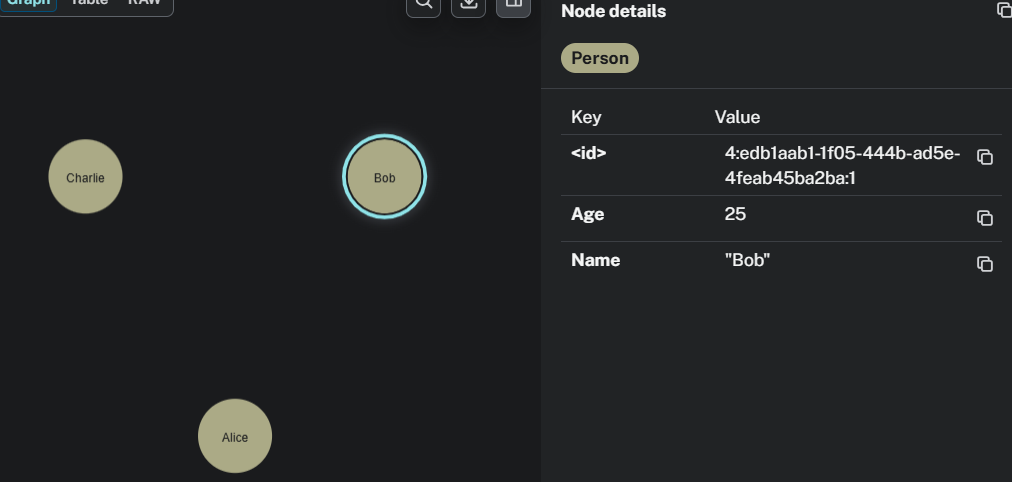 Graph Table RAW
Node details
Person
Key Value
<id> 4:edb1aab1-1f05-444b-ad5e-
4feab45ba2ba:1
Age 25
Name "Bob"
Charlie
Bob
Alice